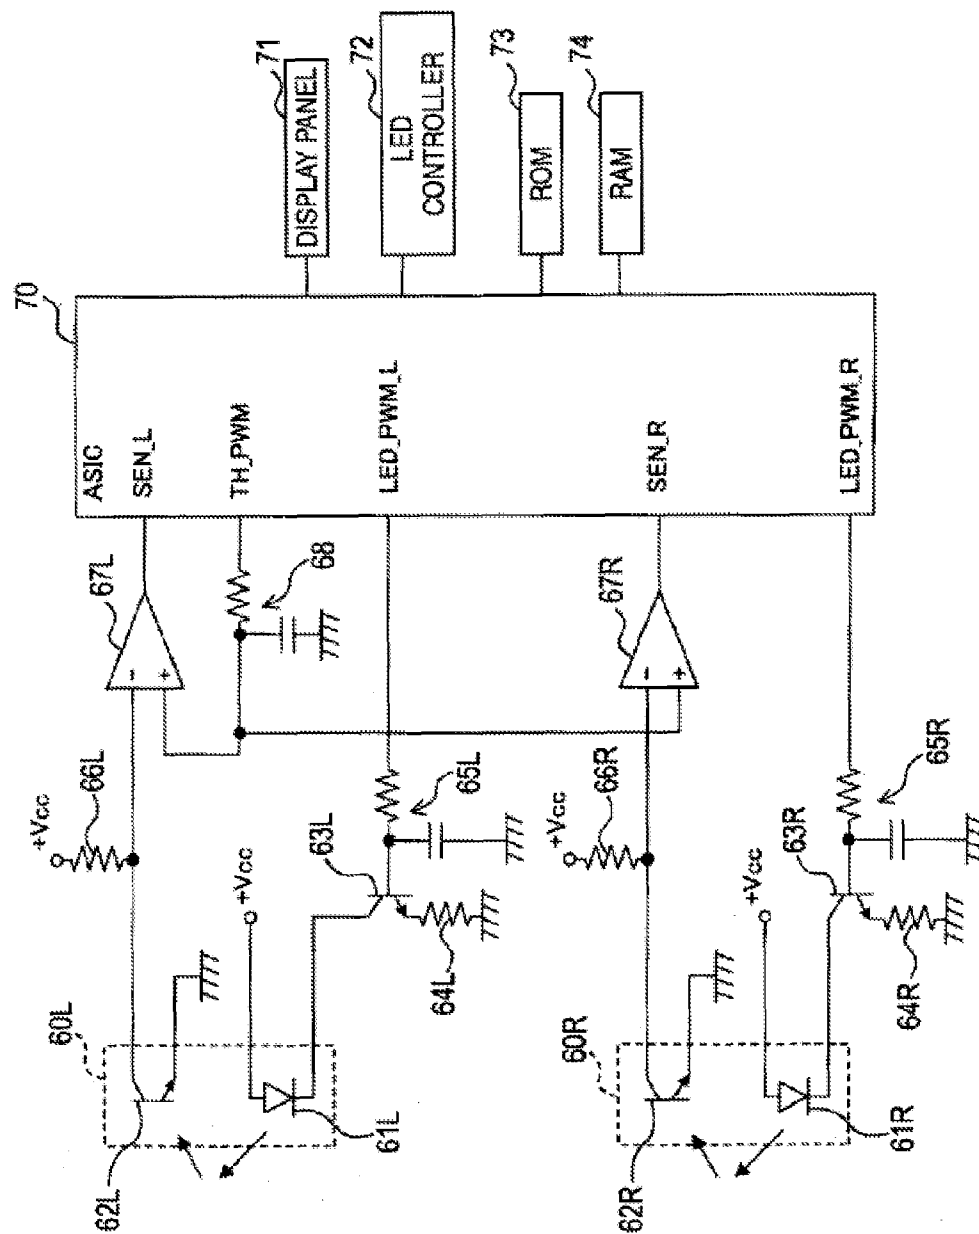 70
ASIC
SEN_L
TH_PWM
LED_PWM_L
SEN_R
LED_PWM_R
71
DISPLAY PANEL
72
LED
CONTROLLER
73
ROM
74
RAM
67L
-
+
68
66L
+Vcc
65L
63L
64L
+Vcc
60L
61L
62L
67R
-
+
66R
+Vcc
65R
63R
64R
+Vcc
60R
61R
62R